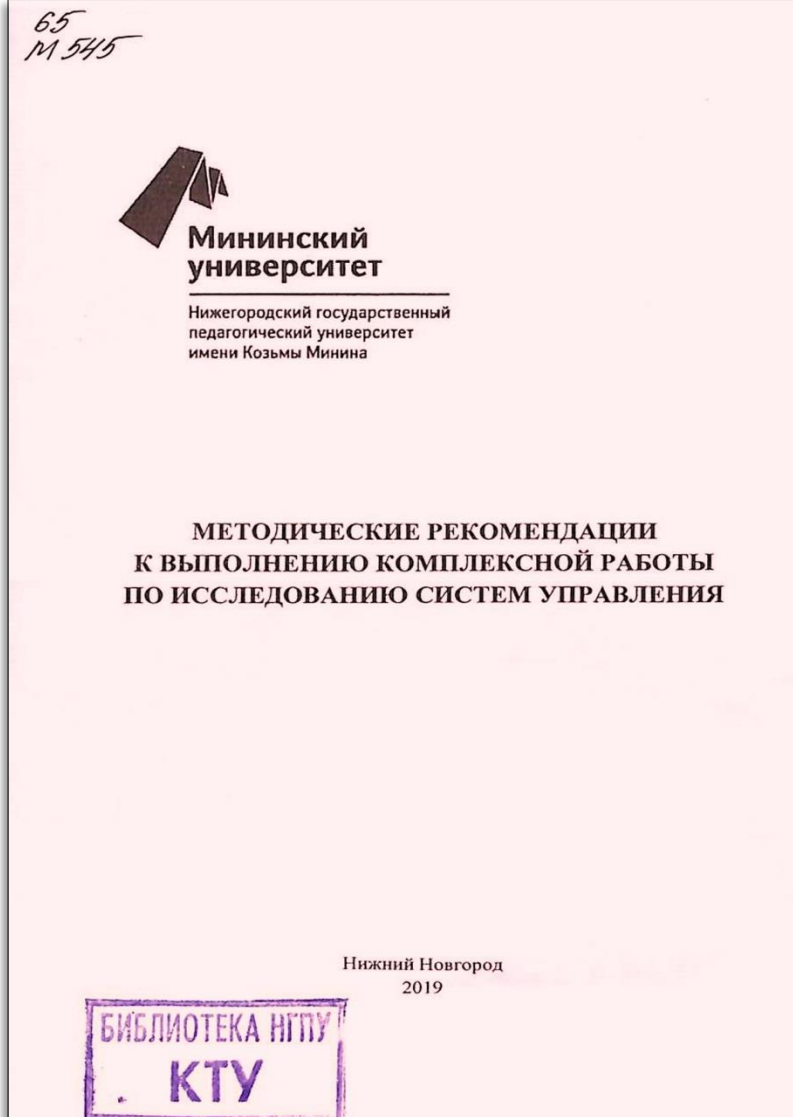 65
М 545
Мининский
университет
Нижегородский государственный
педагогический университет
имени Козьмы Минина
МЕТОДИЧЕСКИЕ РЕКОМЕНДАЦИИ
К ВЫПОЛНЕНИЮ КОМПЛЕКСНОЙ РАБОТЫ
ПО ИССЛЕДОВАНИЮ СИСТЕМ УПРАВЛЕНИЯ
Нижний Новгород
2019
БИБЛИОТЕКА НГПУ
КТУ